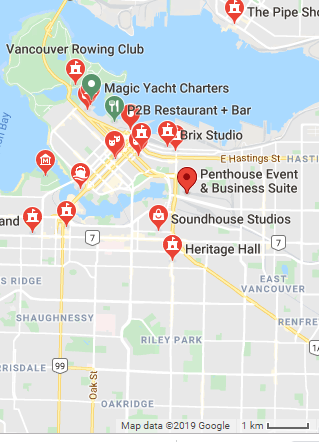 The Pipe Sho
Vancouver Rowing Club
Magic Yacht Charters
P2B Restaurant + Bar
Brix Studio
E Hastings St
HASTI
Penthouse Event
& Business Suite
Soundhouse Studios
and
7
7
Heritage Hall
S RIDGE
EAST
VANCOUVER
SHAUGHNESSY
RENFRE
RILEY PARK
1A
RRISDALE
99
Oak St
OAKRIDGE
Map data ©2019 Google
1 km